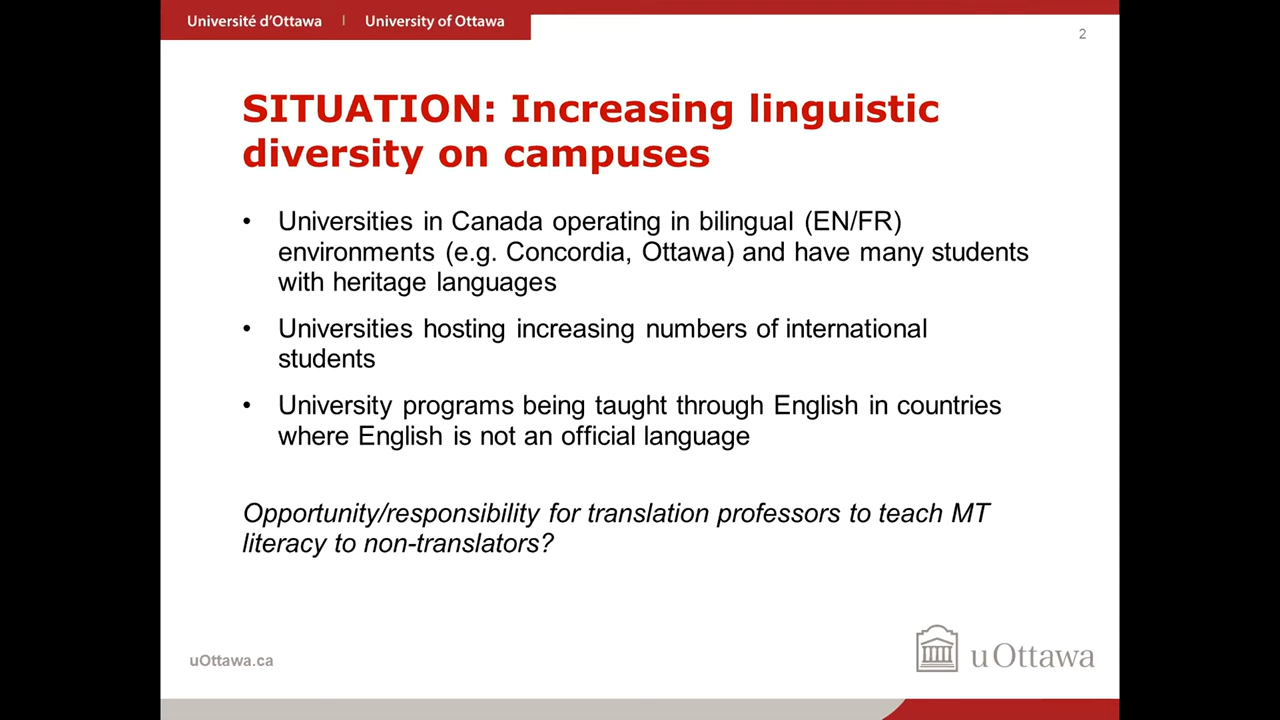 Université d'Ottawa | University of Ottawa
2
SITUATION: Increasing linguistic
diversity on campuses
• Universities in Canada operating in bilingual (EN/FR)
environments (e.g. Concordia, Ottawa) and have many students
with heritage languages
• Universities hosting increasing numbers of international
students
• University programs being taught through English in countries
where English is not an official language
Opportunity/responsibility for translation professors to teach MT
literacy to non-translators?
uOttawa.ca
uOttawa